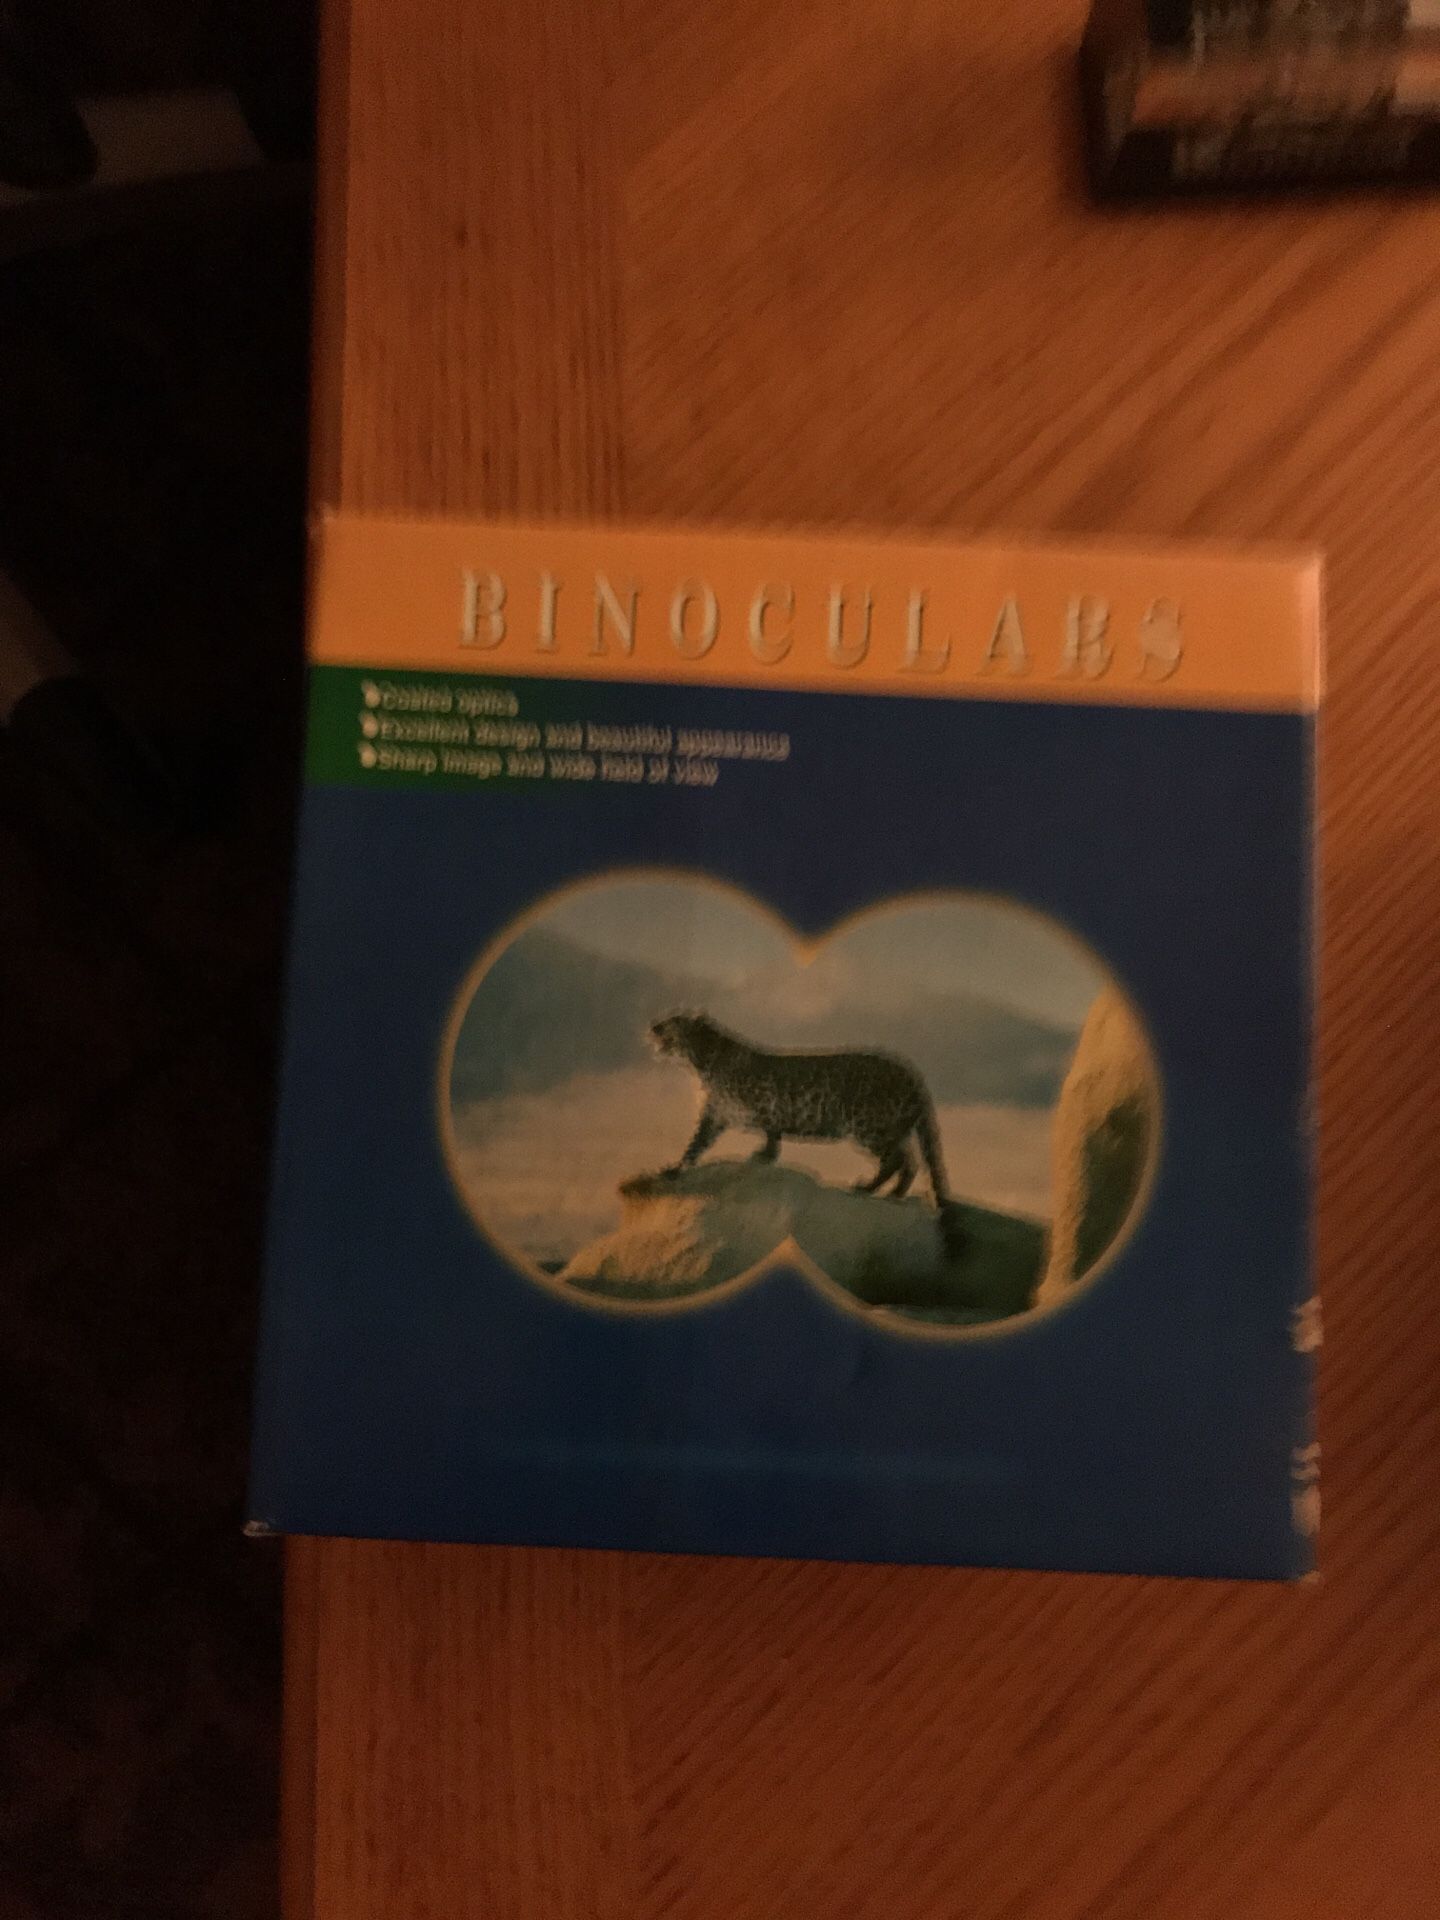 BINOCULARS
Coated optics
Excellent design and beautiful appearance
Sharp image and wide field of view